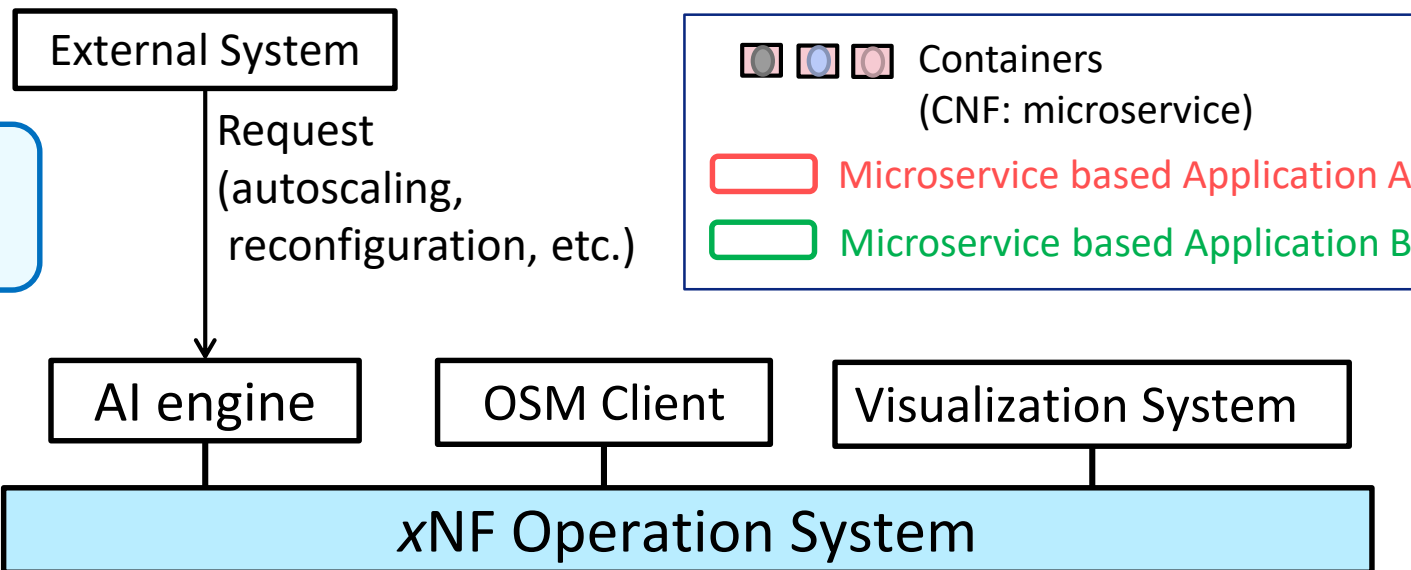 External System
Request
(autoscaling,
reconfiguration, etc.)
Containers
(CNF: microservice)
Microservice based Application A
Microservice based Application B
AI engine
OSM Client
Visualization System
xNF Operation System